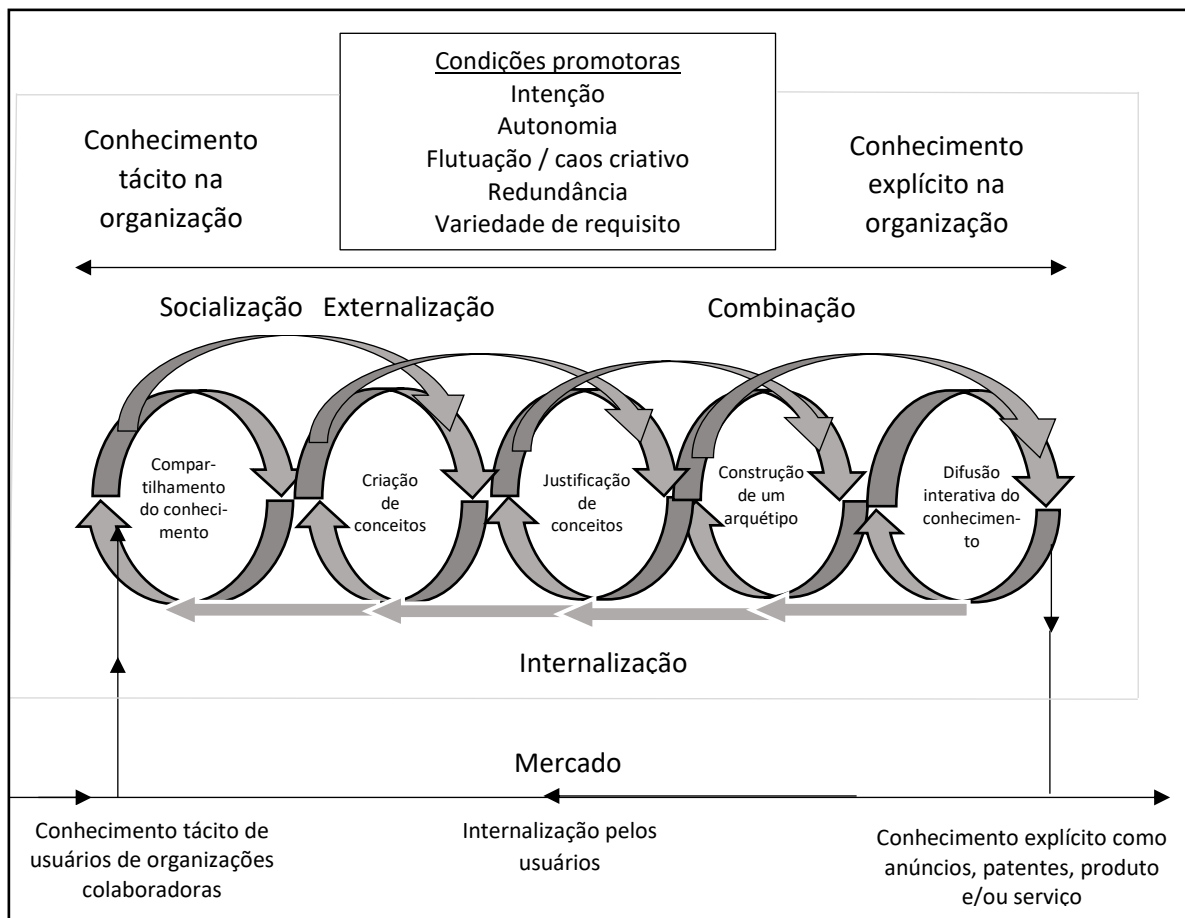 Condições promotoras
Intenção
Autonomia
Flutuação / caos criativo
Redundância
Variedade de requisito
Conhecimento
tácito na
organização
Conhecimento
explícito na
organização
Socialização
Externalização
Combinação
Compar-
tilhamento
do conheci-
mento
Criação
de
conceitos
Justificação
de
conceitos
Construção
de um
arquétipo
Difusão
interativa do
conhecimen-
to
Internalização
Mercado
Conhecimento tácito de
usuários de organizações
colaboradoras
Internalização pelos
usuários
Conhecimento explícito como
anúncios, patentes, produto
e/ou serviço